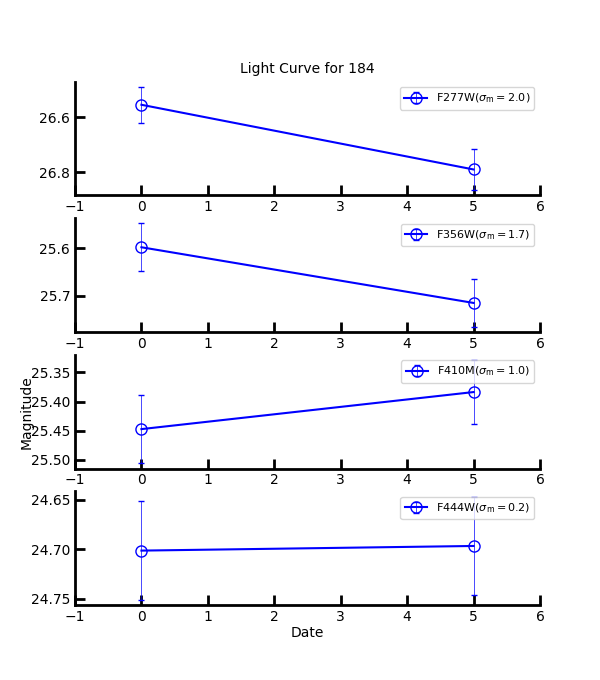 Light Curve for 184
F277W(σm = 2.0)
26.6
26.8
−1 0 1 2 3 4 5 6
F356W(σm = 1.7)
25.6
25.7
−1 0 1 2 3 4 5 6
F410M(σm = 1.0)
25.35
25.40
25.45
25.50
Magnitude
−1 0 1 2 3 4 5 6
F444W(σm = 0.2)
24.65
24.70
24.75
−1 0 1 2 3 4 5 6
Date